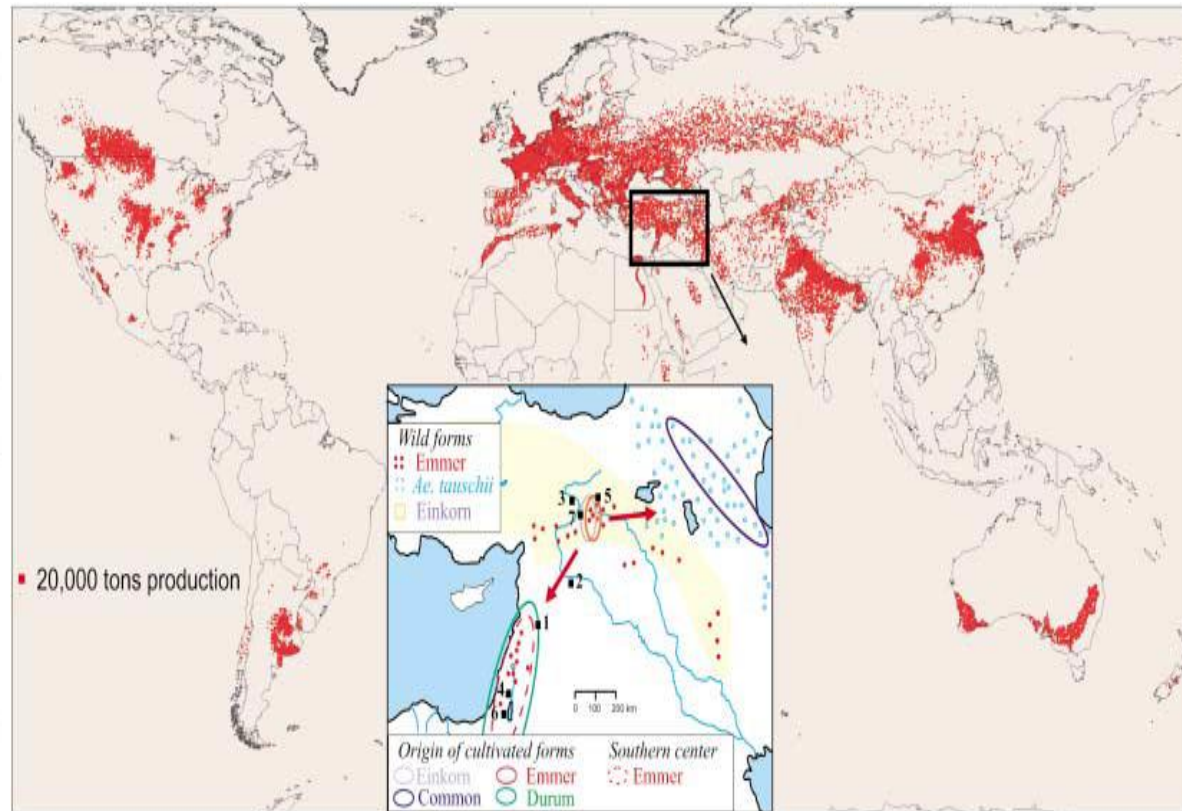 Wild forms
Emmer
Ae. tauschii
Einkorn
3
5
7
2
1
4
6
20,000 tons production
0 100 200 km
Origin of cultivated forms
Southern center
Einkorn
Emmer
Emmer
Common
Durum